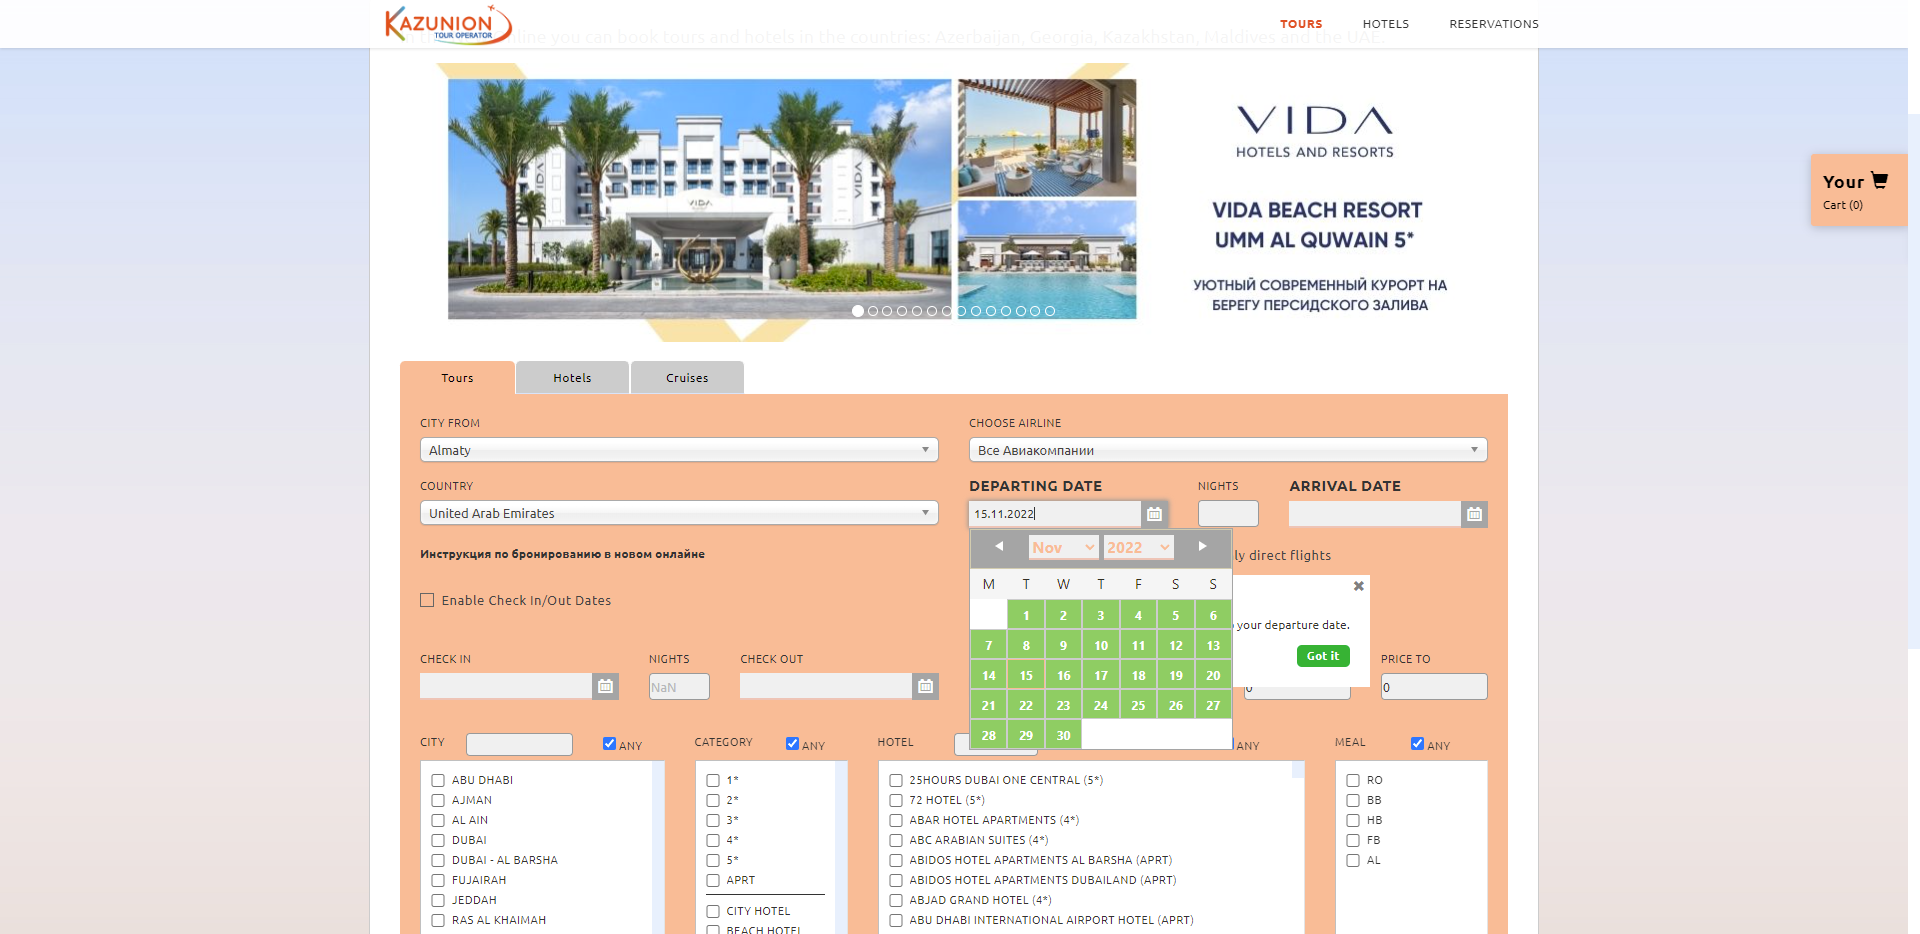 KAZUNION
TOUR OPERATOR
TOURS
HOTELS
RESERVATIONS
line you can book tours and hotels in the countries: Azerbaijan, Georgia, Kazakhstan, Maldives and the UAE.
VIDA
HOTELS AND RESORTS
VIDA BEACH RESORT
UMM AL QUWAIN 5*
УЮТНЫЙ СОВРЕМЕННЫЙ КУРОРТ НА
БЕРЕГУ ПЕРСИДСКОГО ЗАЛИВА
VIDA
VIDA
VIDA
Your
Cart (0)
Tours
Hotels
Cruises
CITY FROM
CHOOSE AIRLINE
Almaty
Все Авиакомпании
COUNTRY
DEPARTING DATE
NIGHTS
ARRIVAL DATE
United Arab Emirates
15.11.2022
Инструкция по бронированию в новом онлайне
Nov
2022
ly direct flights
M T W T F S S
Enable Check In/Out Dates
1 2 3 4 5 6
your departure date.
7 8 9 10 11 12 13
Got it
CHECK IN
NIGHTS
CHECK OUT
PRICE TO
14 15 16 17 18 19 20
NaN
0
0
21 22 23 24 25 26 27
28 29 30
CITY
ANY
CATEGORY
ANY
HOTEL
ANY
MEAL
ANY
ABU DHABI
AJMAN
AL AIN
DUBAI
DUBAI - AL BARSHA
FUJAIRAH
JEDDAH
RAS AL KHAIMAH
1*
2*
3*
4*
5*
APRT
CITY HOTEL
BEACH HOTEL
25HOURS DUBAI ONE CENTRAL (5*)
72 HOTEL (5*)
ABAR HOTEL APARTMENTS (4*)
ABC ARABIAN SUITES (4*)
ABIDOS HOTEL APARTMENTS AL BARSHA (APRT)
ABIDOS HOTEL APARTMENTS DUBAILAND (APRT)
ABJAD GRAND HOTEL (4*)
ABU DHABI INTERNATIONAL AIRPORT HOTEL (APRT)
RO
BB
HB
FB
AL